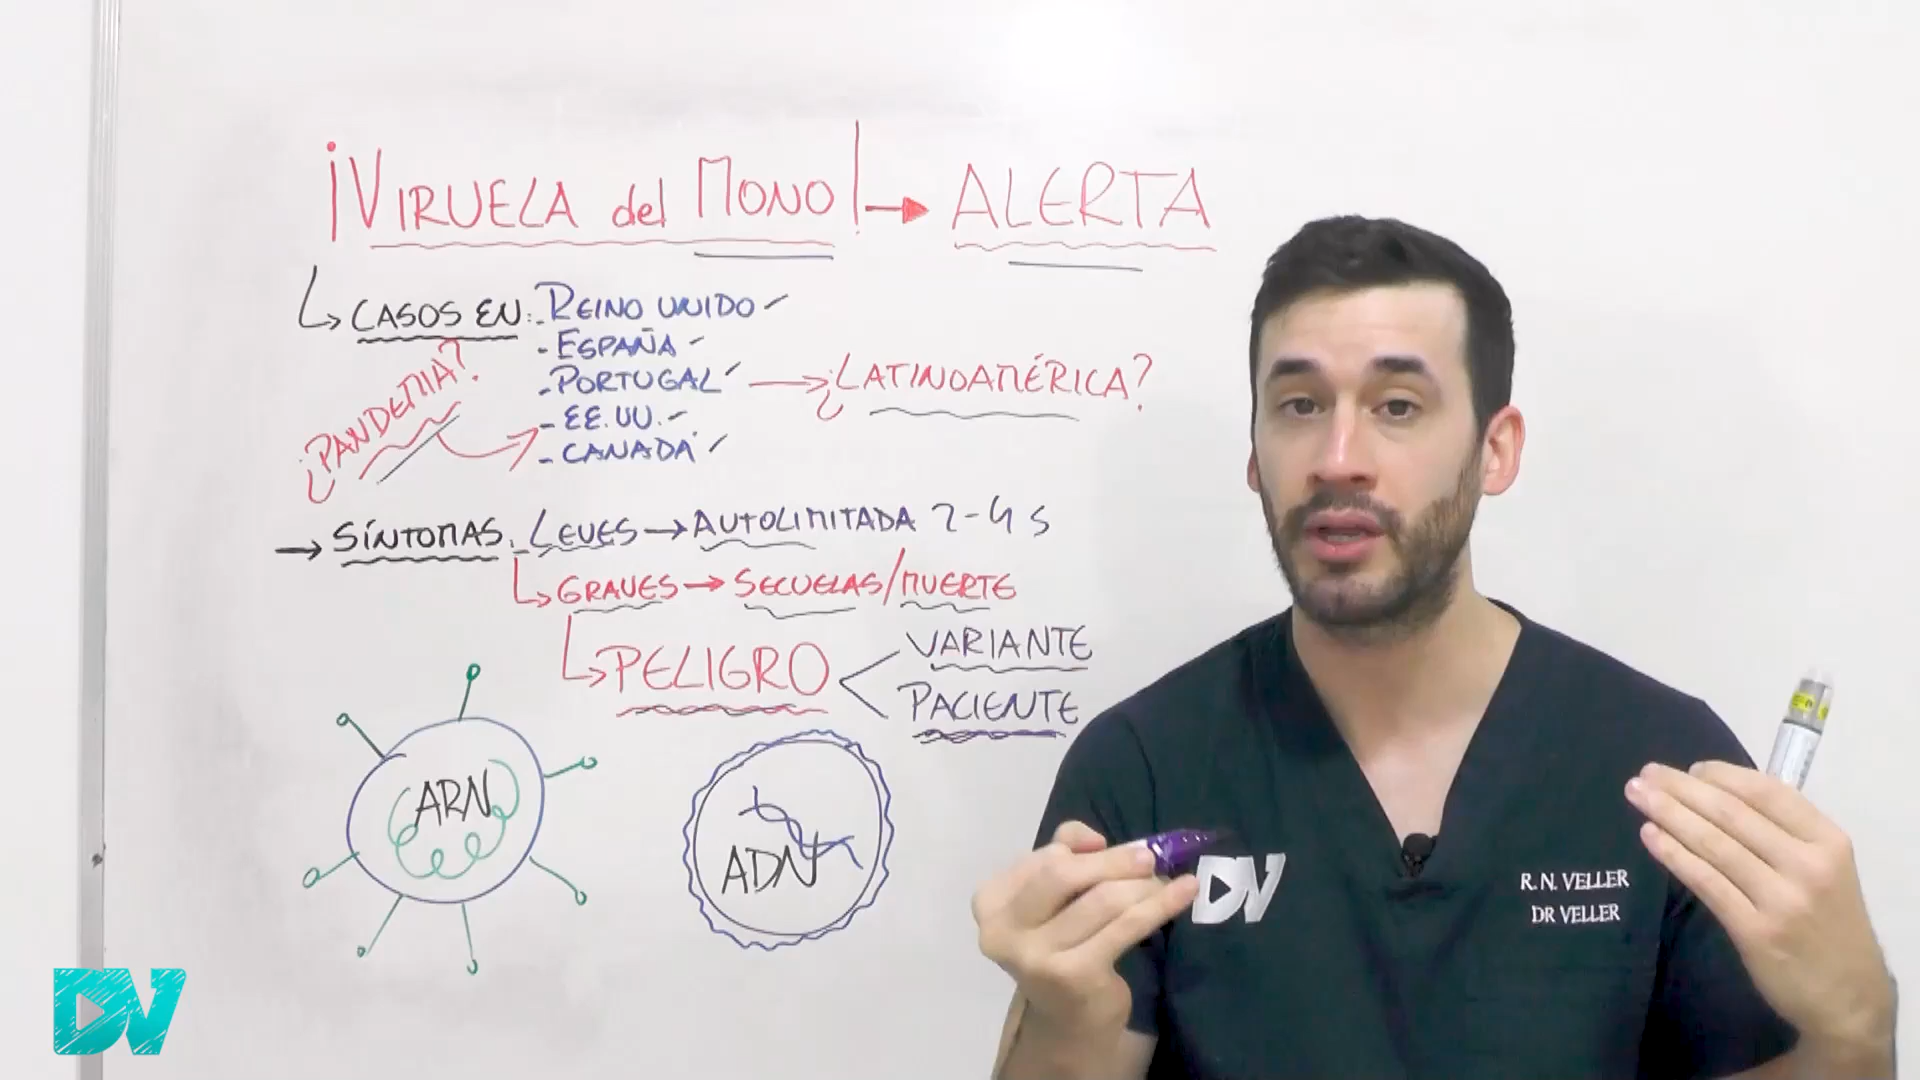 ¡VIRUELA del MONO! → ALERTA
CASOS EN: - REINO UNIDO
- ESPAÑA
- PORTUGAL → ¿LATINOAMÉRICA?
- EE.UU.
- CANADÁ
¿PANDEMIA?
→ SÍNTOMAS: - LEVES → AUTOLIMITADA 2-4 S
GRAVES → SECUELAS/MUERTE
PELIGRO
VARIANTE
PACIENTE
ARN
ADN
DV
R. N. VELLER
DR VELLER
DV